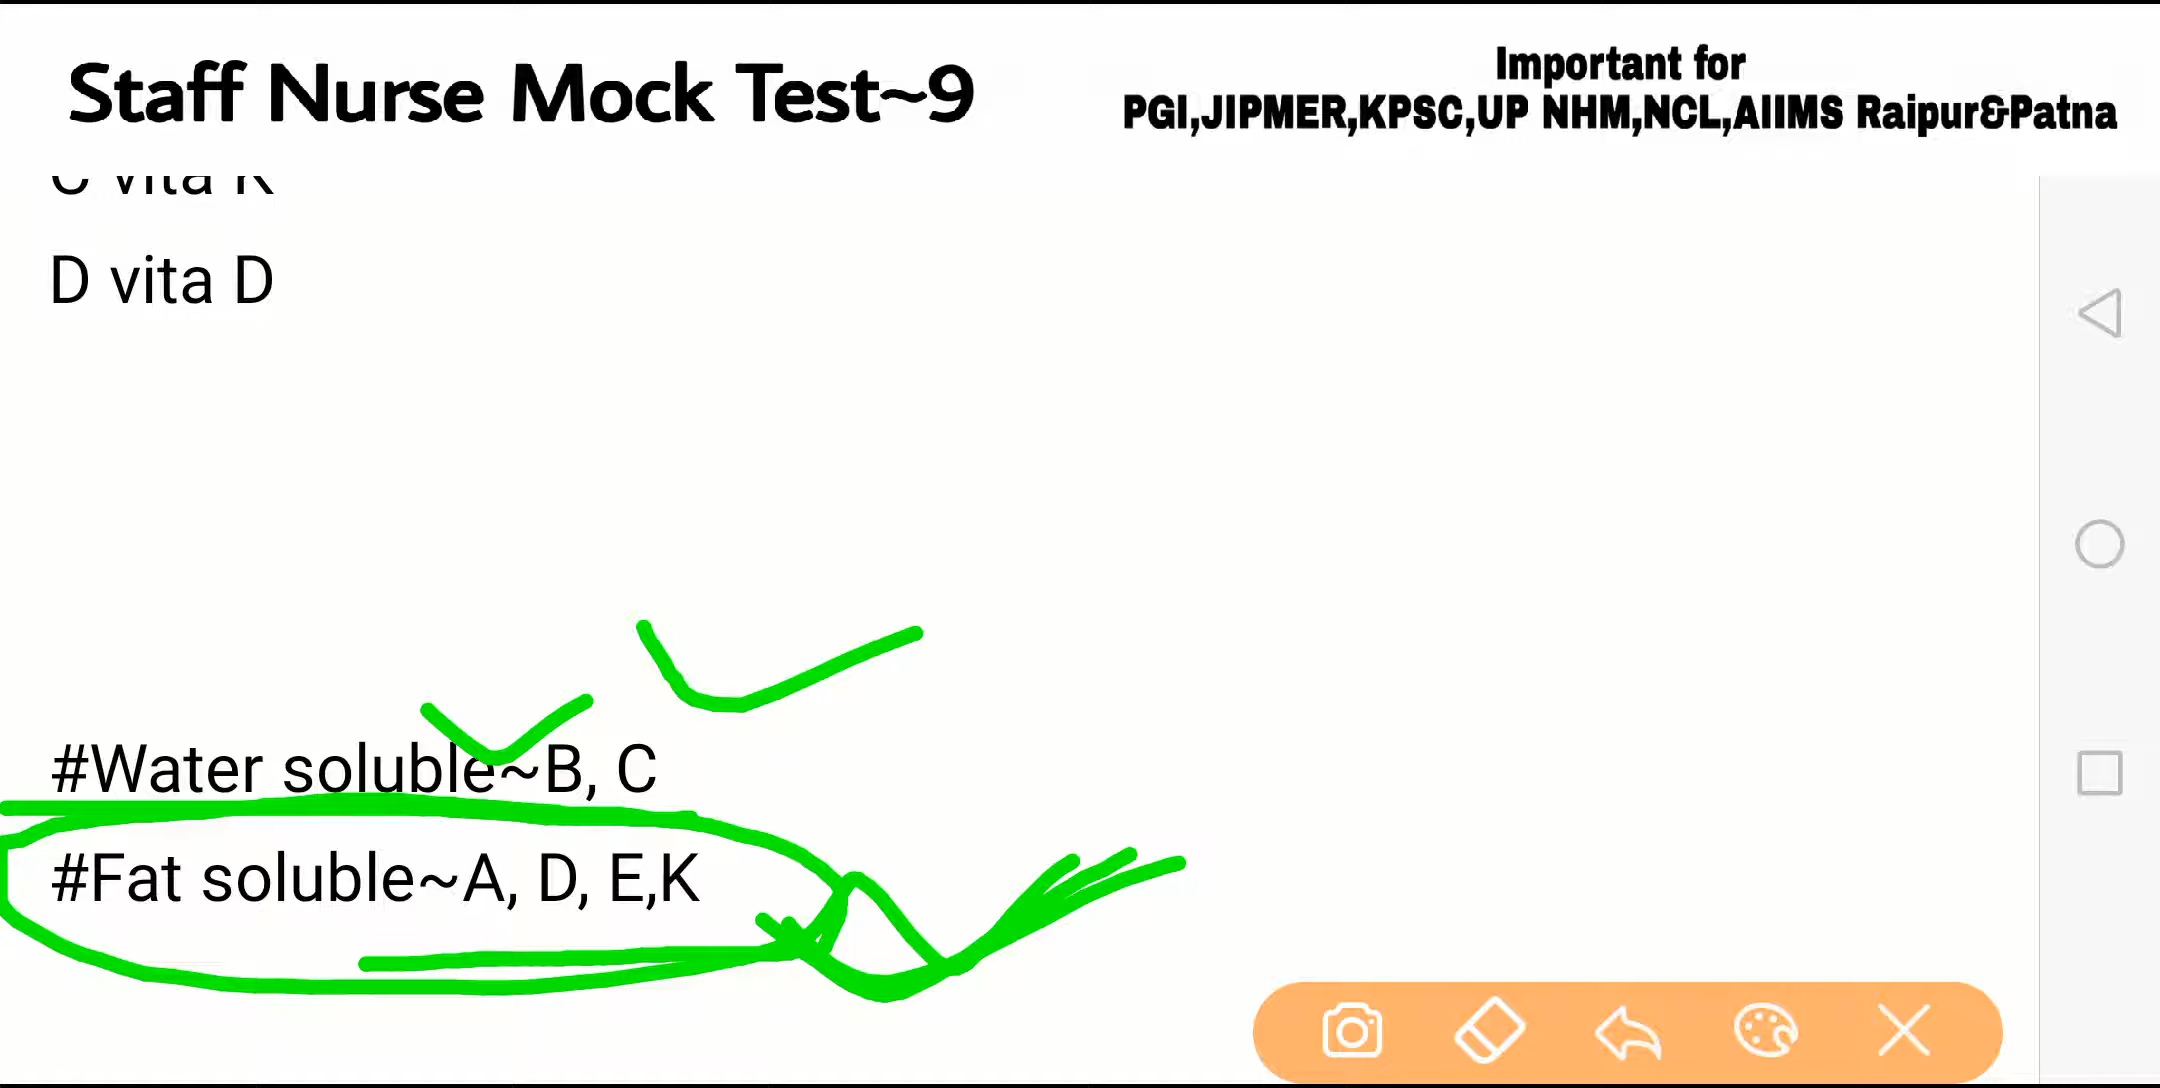 Staff Nurse Mock Test~9
Important for
PGI,JIPMER,KPSC,UP NHM,NCL,AIIMS Raipur&Patna
C vita K
D vita D
#Water soluble~B, C
#Fat soluble~A, D, E,K